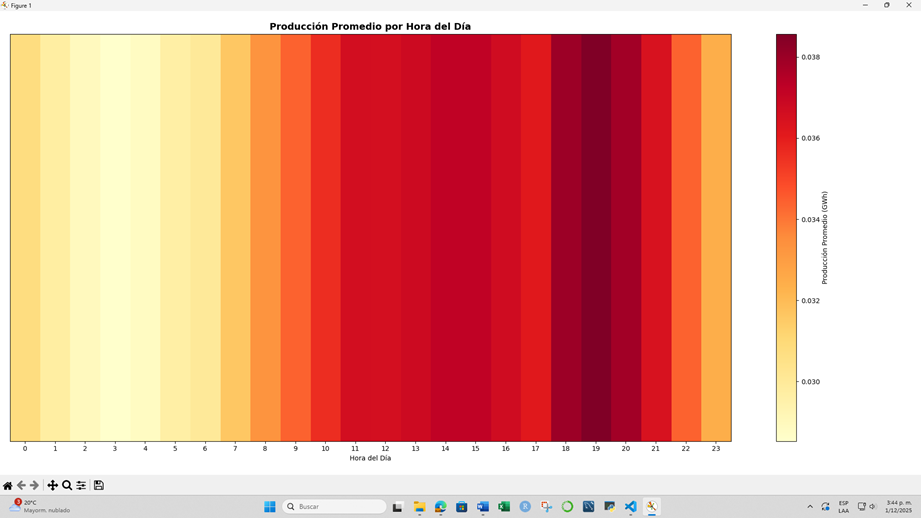 Figure 1
Producción Promedio por Hora del Día
0.038
0.036
0.034
0.032
0.030
Producción Promedio (GWh)
0 1 2 3 4 5 6 7 8 9 10 11 12 13 14 15 16 17 18 19 20 21 22 23
Hora del Día
3
20°C
Mayorm. nublado
Buscar
ESP
LAA
3:44 p. m.
1/12/2025